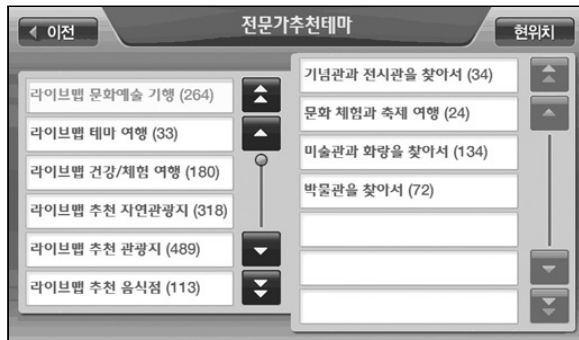 이전
전문가추천테마
현위치
라이브맵 문화예술 기행 (264)
라이브맵 테마 여행 (33)
라이브맵 건강/체험 여행 (180)
라이브맵 추천 자연관광지 (318)
라이브맵 추천 관광지 (489)
라이브맵 추천 음식점 (113)
기념관과 전시관을 찾아서 (34)
문화 체험과 축제 여행 (24)
미술관과 화랑을 찾아서 (134)
박물관을 찾아서 (72)